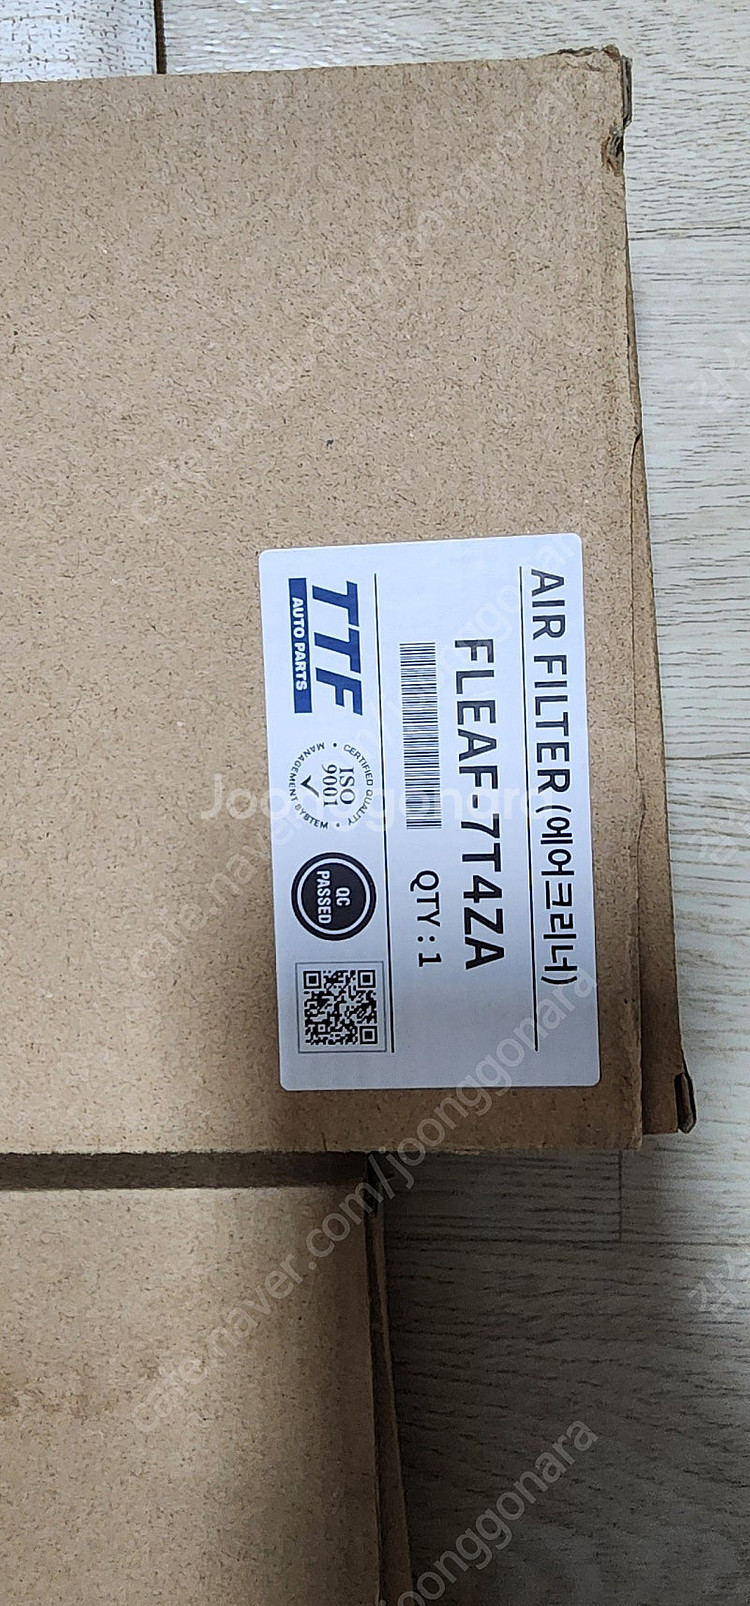 AIR FILTER (에어크리너)
FLEAF-7T4ZA
QTY : 1
TTF
AUTO PARTS
CERTIFIED QUALITY
ISO
9001
MANAGEMENT SYSTEM
QC
PASSED
Joonggonara
cafe.naver.com/joonggonara